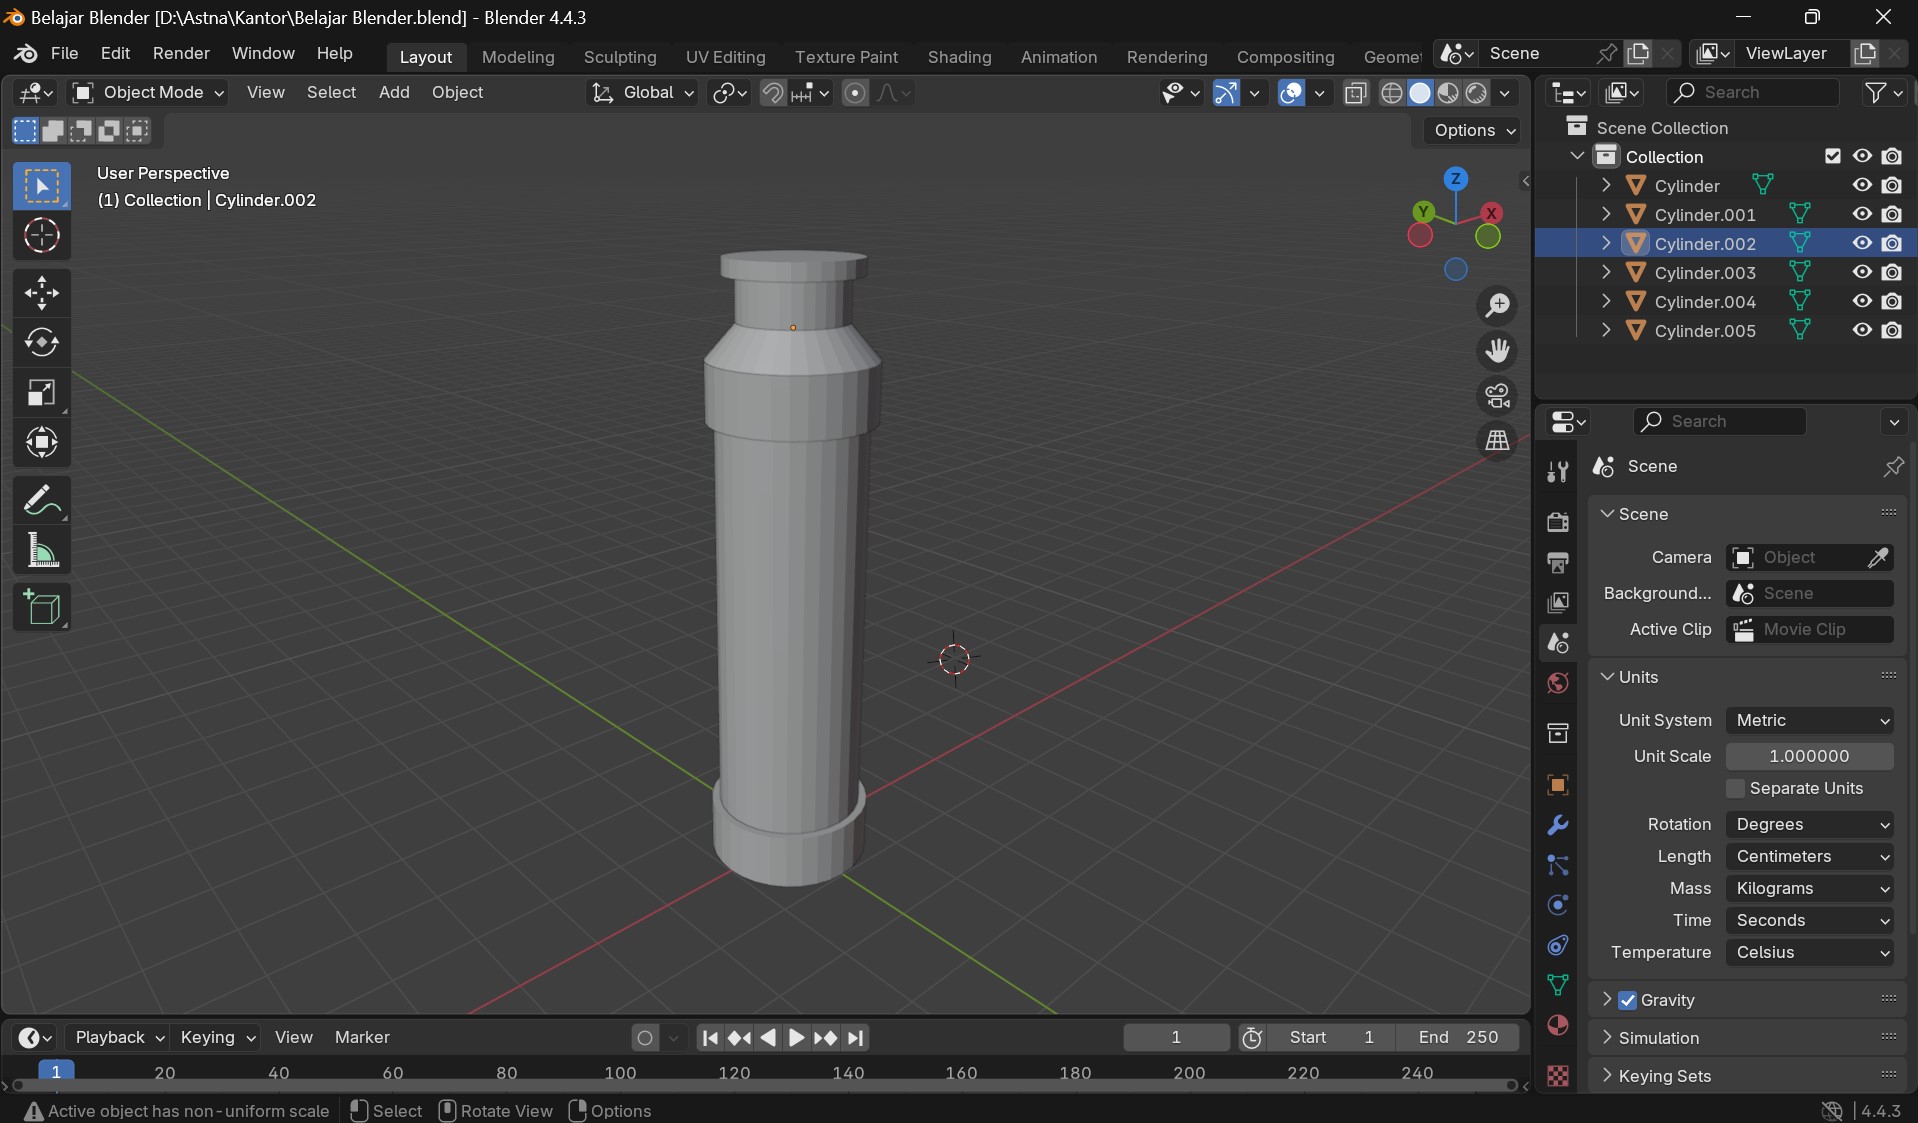 Belajar Blender [D:\Astna\Kantor\Belajar Blender.blend] - Blender 4.4.3
File Edit Render Window Help Layout Modeling Sculpting UV Editing Texture Paint Shading Animation Rendering Compositing Geome Scene ViewLayer
Object Mode View Select Add Object Global Search
Options
User Perspective
(1) Collection | Cylinder.002
Z
Y X
Scene Collection
Collection
Cylinder
Cylinder.001
Cylinder.002
Cylinder.003
Cylinder.004
Cylinder.005
Search
Scene
Scene
Camera Object
Background... Scene
Active Clip Movie Clip
Units
Unit System Metric
Unit Scale 1.000000
Separate Units
Rotation Degrees
Length Centimeters
Mass Kilograms
Time Seconds
Temperature Celsius
Gravity
Simulation
Keying Sets
Playback Keying View Marker 1 Start 1 End 250
1 20 40 60 80 100 120 140 160 180 200 220 240
Active object has non-uniform scale Select Rotate View Options 4.4.3